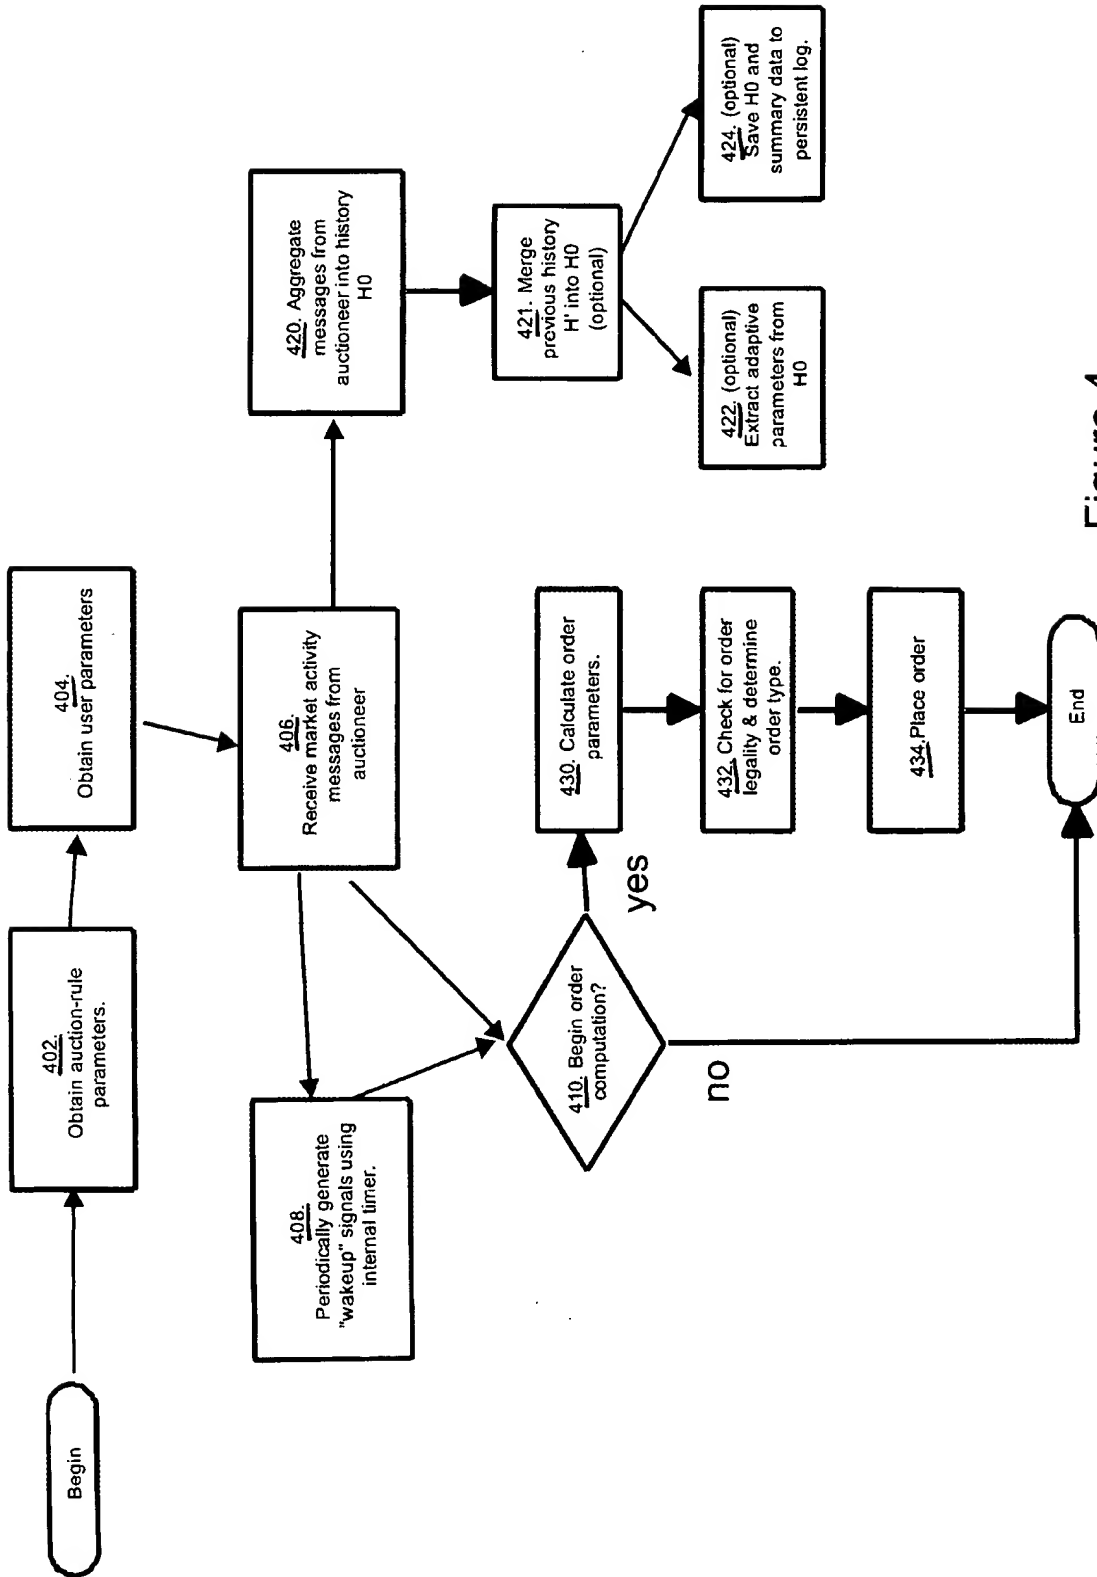 Begin
402.
Obtain auction-rule
parameters.
404.
Obtain user parameters
406.
Receive market activity
messages from
auctioneer
408.
Periodically generate
"wakeup" signals using
internal timer.
410. Begin order
computation?
yes
no
420. Aggregate
messages from
auctioneer into history
H0
421. Merge
previous history
H' into H0
(optional)
422. (optional)
Extract adaptive
parameters from
H0
424. (optional)
Save H0 and
summary data to
persistent log.
430. Calculate order
parameters.
432. Check for order
legality & determine
order type.
434.Place order
End
Figure 4